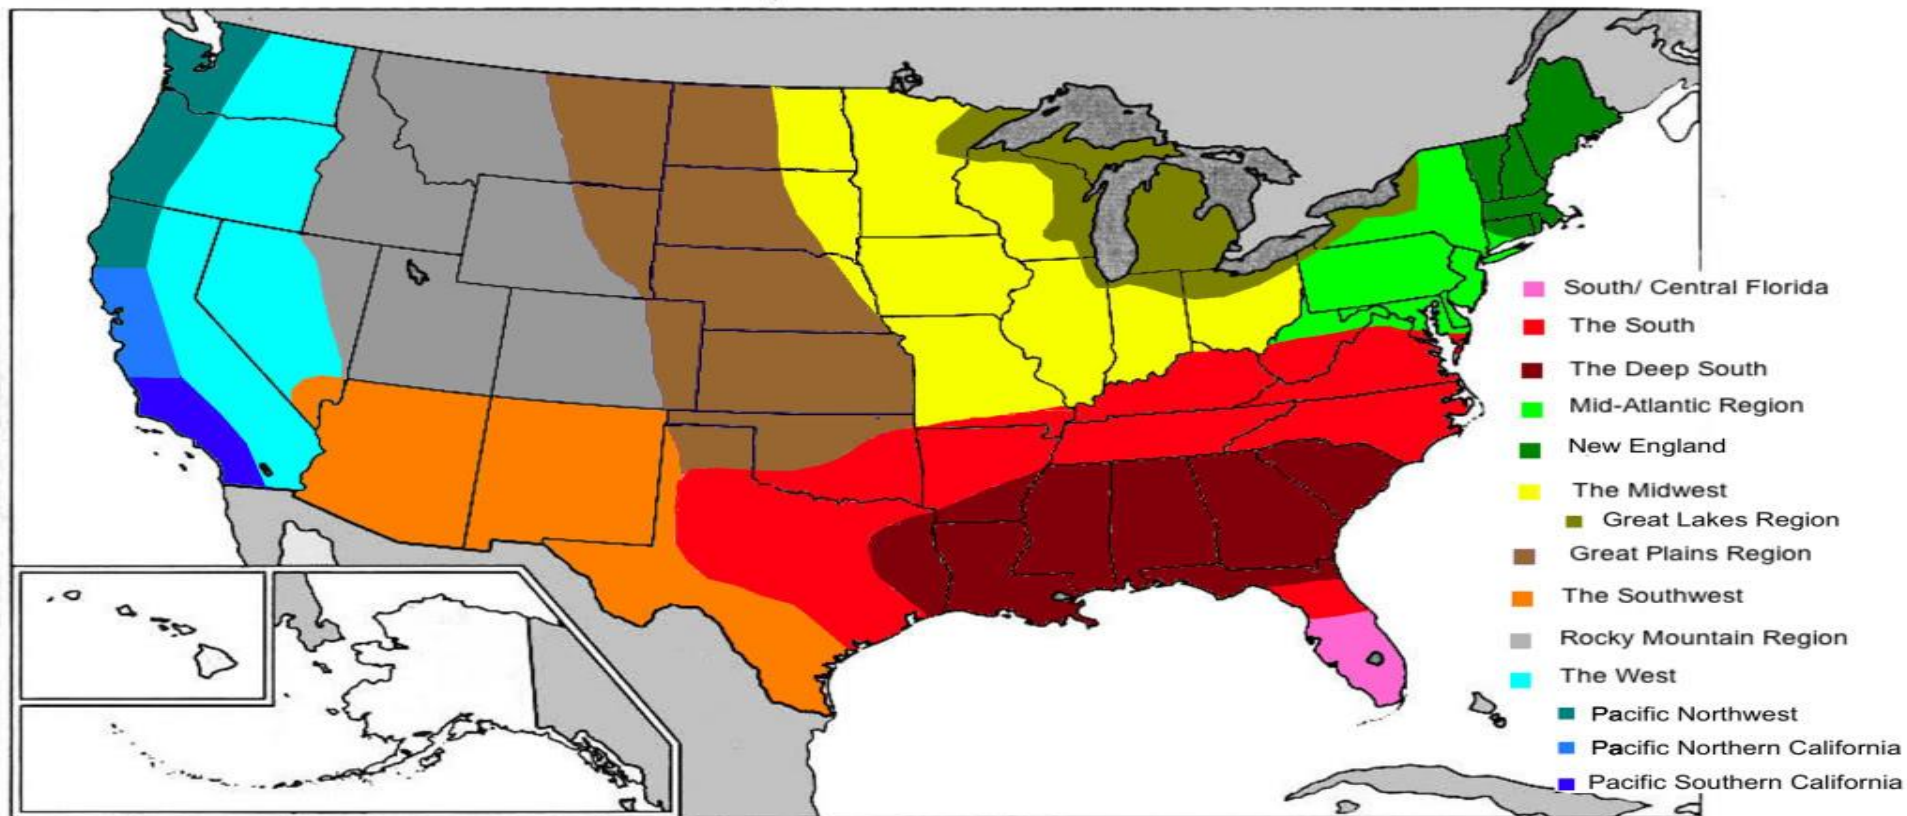 South/ Central Florida
The South
The Deep South
Mid-Atlantic Region
New England
The Midwest
Great Lakes Region
Great Plains Region
The Southwest
Rocky Mountain Region
The West
Pacific Northwest
Pacific Northern California
Pacific Southern California